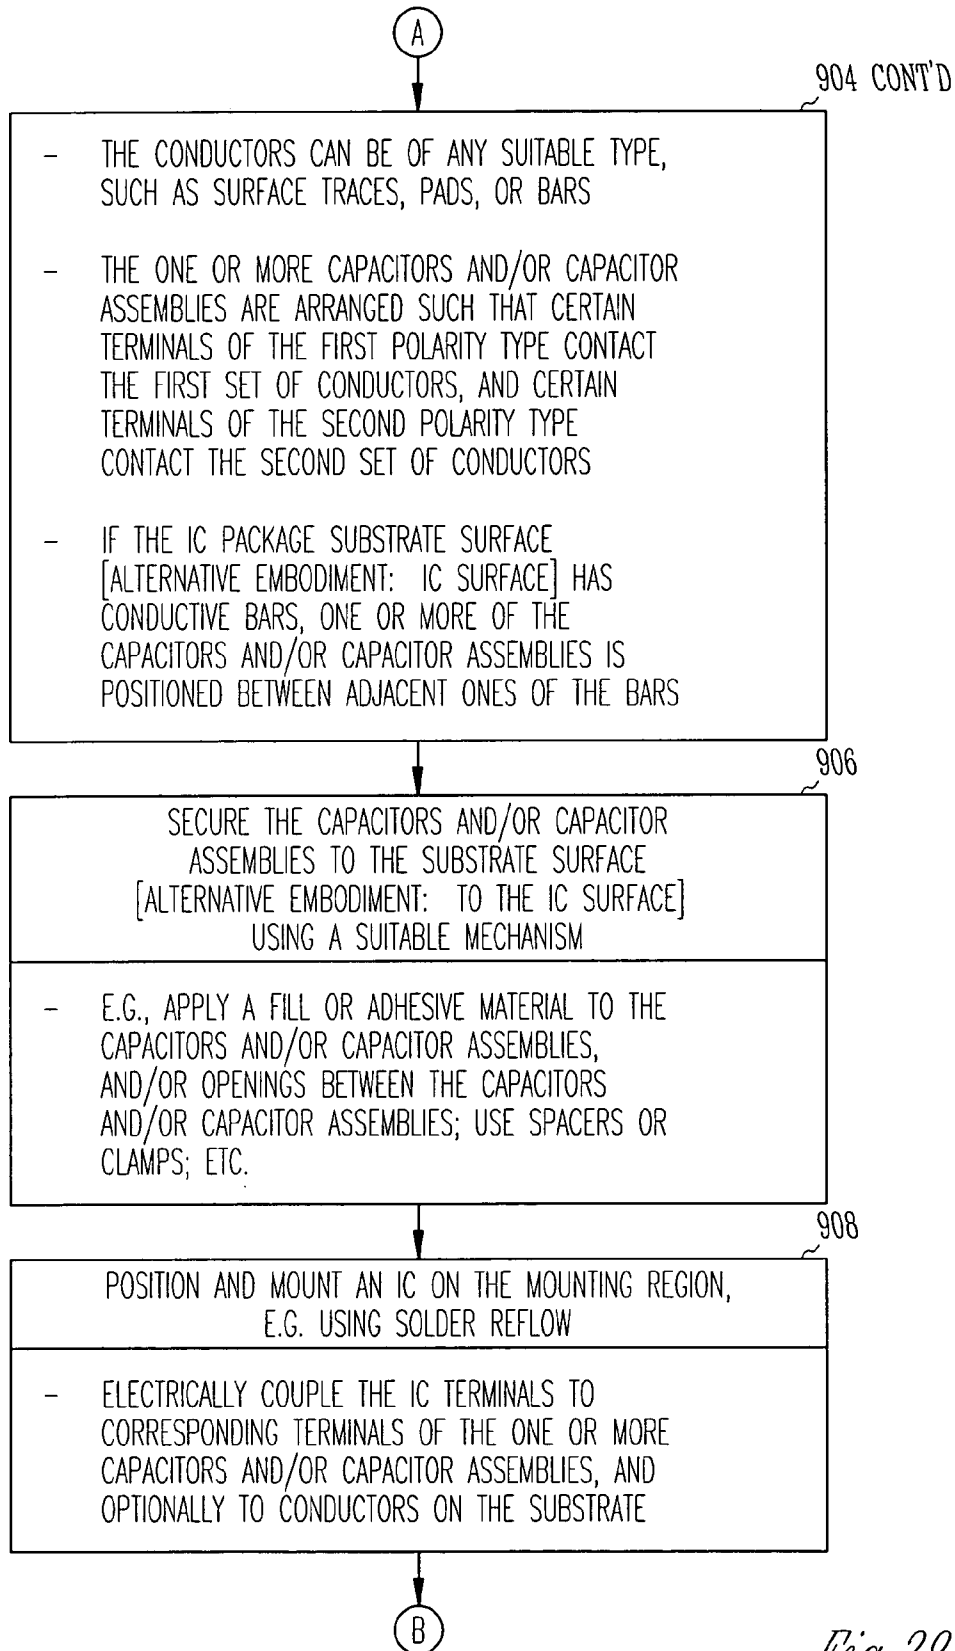 A
904 CONT'D
- THE CONDUCTORS CAN BE OF ANY SUITABLE TYPE,
SUCH AS SURFACE TRACES, PADS, OR BARS
- THE ONE OR MORE CAPACITORS AND/OR CAPACITOR
ASSEMBLIES ARE ARRANGED SUCH THAT CERTAIN
TERMINALS OF THE FIRST POLARITY TYPE CONTACT
THE FIRST SET OF CONDUCTORS, AND CERTAIN
TERMINALS OF THE SECOND POLARITY TYPE
CONTACT THE SECOND SET OF CONDUCTORS
- IF THE IC PACKAGE SUBSTRATE SURFACE
[ALTERNATIVE EMBODIMENT: IC SURFACE] HAS
CONDUCTIVE BARS, ONE OR MORE OF THE
CAPACITORS AND/OR CAPACITOR ASSEMBLIES IS
POSITIONED BETWEEN ADJACENT ONES OF THE BARS
906
SECURE THE CAPACITORS AND/OR CAPACITOR
ASSEMBLIES TO THE SUBSTRATE SURFACE
[ALTERNATIVE EMBODIMENT: TO THE IC SURFACE]
USING A SUITABLE MECHANISM
- E.G., APPLY A FILL OR ADHESIVE MATERIAL TO THE
CAPACITORS AND/OR CAPACITOR ASSEMBLIES,
AND/OR OPENINGS BETWEEN THE CAPACITORS
AND/OR CAPACITOR ASSEMBLIES; USE SPACERS OR
CLAMPS; ETC.
908
POSITION AND MOUNT AN IC ON THE MOUNTING REGION,
E.G. USING SOLDER REFLOW
- ELECTRICALLY COUPLE THE IC TERMINALS TO
CORRESPONDING TERMINALS OF THE ONE OR MORE
CAPACITORS AND/OR CAPACITOR ASSEMBLIES, AND
OPTIONALLY TO CONDUCTORS ON THE SUBSTRATE
B